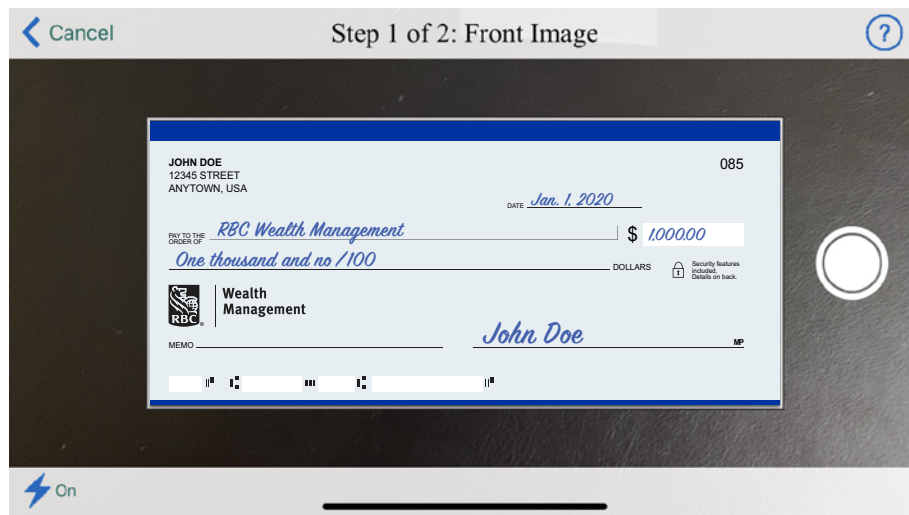 Cancel
Step 1 of 2: Front Image
?
JOHN DOE
085
12345 STREET
ANYTOWN, USA
DATE Jan. 1, 2020
PAY TO THE
ORDER OF RBC Wealth Management $ 1,000.00
One thousand and no /100 DOLLARS
Security features
included.
Details on back.
RBC®
Wealth
Management
MEMO John Doe MP
On